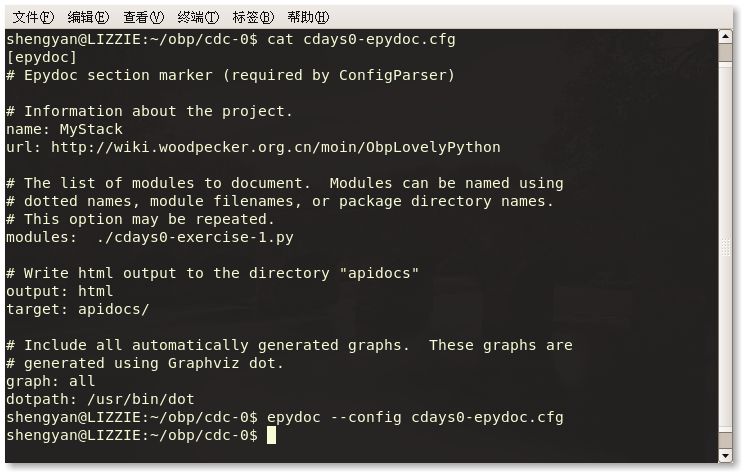 文件(F) 编辑(E) 查看(V) 终端(T) 标签(B) 帮助(H)
shengyan@LIZZIE:~/obp/cdc-0$ cat cdays0-epydoc.cfg
[epydoc]
# Epydoc section marker (required by ConfigParser)
# Information about the project.
name: MyStack
url: http://wiki.woodpecker.org.cn/moin/ObpLovelyPython
# The list of modules to document.  Modules can be named using
# dotted names, module filenames, or package directory names.
# This option may be repeated.
modules:  ./cdays0-exercise-1.py
# Write html output to the directory "apidocs"
output: html
target: apidocs/
# Include all automatically generated graphs.  These graphs are
# generated using Graphviz dot.
graph: all
dotpath: /usr/bin/dot
shengyan@LIZZIE:~/obp/cdc-0$ epydoc --config cdays0-epydoc.cfg
shengyan@LIZZIE:~/obp/cdc-0$